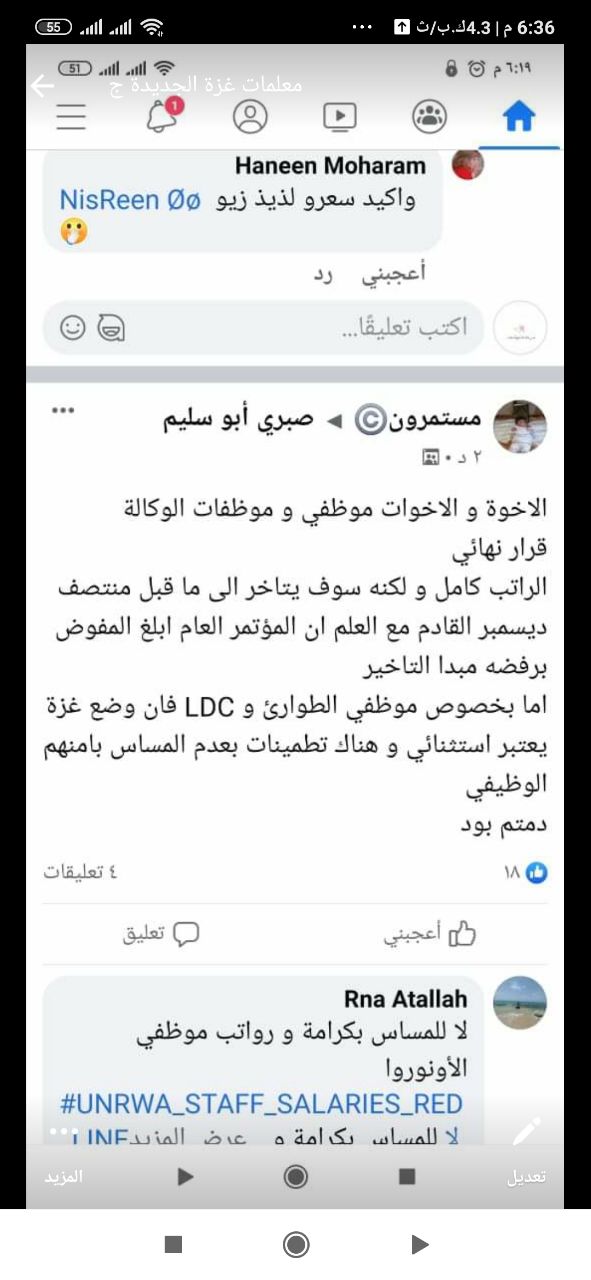 6:36 م | 4.3ك.ب/ث
55
٦:١٩ م
51
معلمات غزة الجديدة ج
1
Haneen Moharam
واكيد سعرو لذيذ زيو NisReen Øø
أعجبني رد
اكتب تعليقًا...
مستمرون© ◄ صبري أبو سليم
٢ د •
الاخوة و الاخوات موظفي و موظفات الوكالة
قرار نهائي
الراتب كامل و لكنه سوف يتاخر الى ما قبل منتصف
ديسمبر القادم مع العلم ان المؤتمر العام ابلغ المفوض
برفضه مبدا التاخير
اما بخصوص موظفي الطوارئ و LDC فان وضع غزة
يعتبر استثنائي و هناك تطمينات بعدم المساس بامنهم
الوظيفي
دمتم بود
١٨
٤ تعليقات
أعجبني
تعليق
Rna Atallah
لا للمساس بكرامة و رواتب موظفي
الأونوروا
#UNRWA_STAFF_SALARIES_RED
لا للمساس بكرامة و عرض المزيد LINE
تعديل
المزيد